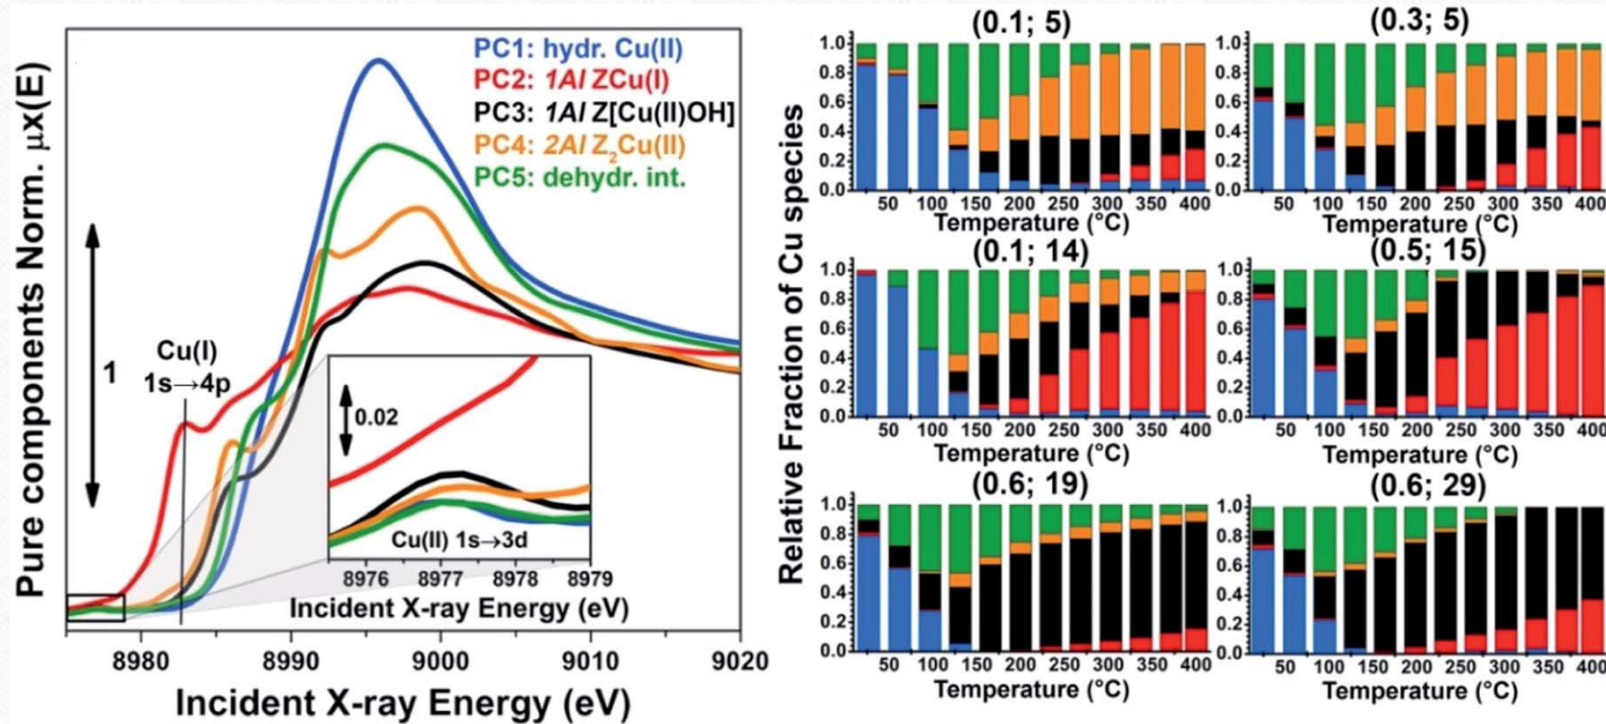 Pure components Norm. μx(E)
PC1: hydr. Cu(II)
PC2: 1Al ZCu(I)
PC3: 1Al Z[Cu(II)OH]
PC4: 2Al Z2Cu(II)
PC5: dehydr. int.
1
Cu(I)
1s→4p
0.02
Cu(II) 1s→3d
8976 8977 8978 8979
Incident X-ray Energy (eV)
8980 8990 9000 9010 9020
Incident X-ray Energy (eV)
Relative Fraction of Cu species
(0.1; 5)
1.0
0.8
0.6
0.4
0.2
0.0
50 100 150 200 250 300 350 400
Temperature (°C)
(0.3; 5)
1.0
0.8
0.6
0.4
0.2
0.0
50 100 150 200 250 300 350 400
Temperature (°C)
(0.1; 14)
1.0
0.8
0.6
0.4
0.2
0.0
50 100 150 200 250 300 350 400
Temperature (°C)
(0.5; 15)
1.0
0.8
0.6
0.4
0.2
0.0
50 100 150 200 250 300 350 400
Temperature (°C)
(0.6; 19)
1.0
0.8
0.6
0.4
0.2
0.0
50 100 150 200 250 300 350 400
Temperature (°C)
(0.6; 29)
1.0
0.8
0.6
0.4
0.2
0.0
50 100 150 200 250 300 350 400
Temperature (°C)